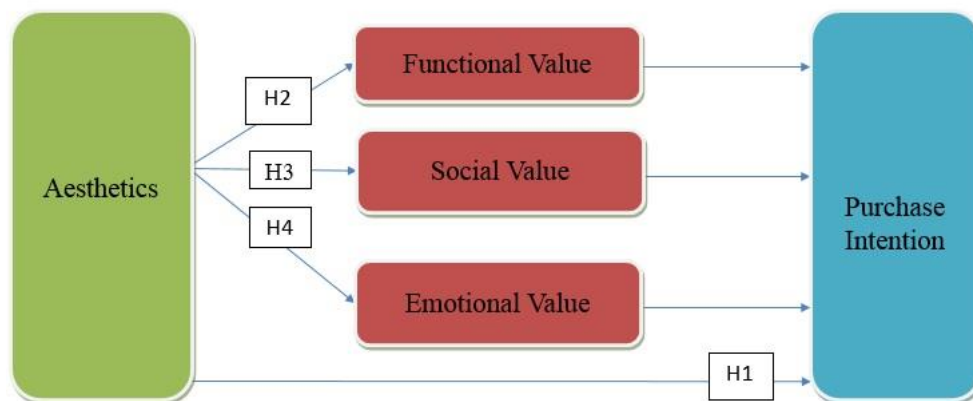 Functional Value
H2
H3
Social Value
Aesthetics
H4
Purchase
Intention
Emotional Value
H1